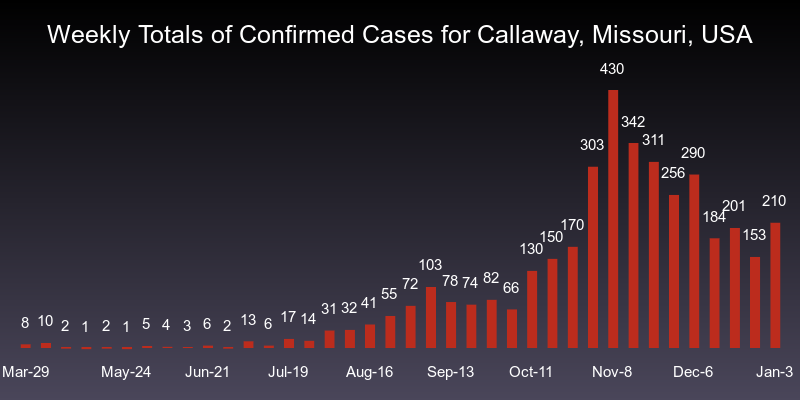 Weekly Totals of Confirmed Cases for Callaway, Missouri, USA
8 10 2 1 2 1 5 4 3 6 2 13 6 17 14 31 32 41 55 72 103 78 74 82 66 130 150 170 303 430 342 311 256 290 184 201 153 210
Mar-29 May-24 Jun-21 Jul-19 Aug-16 Sep-13 Oct-11 Nov-8 Dec-6 Jan-3